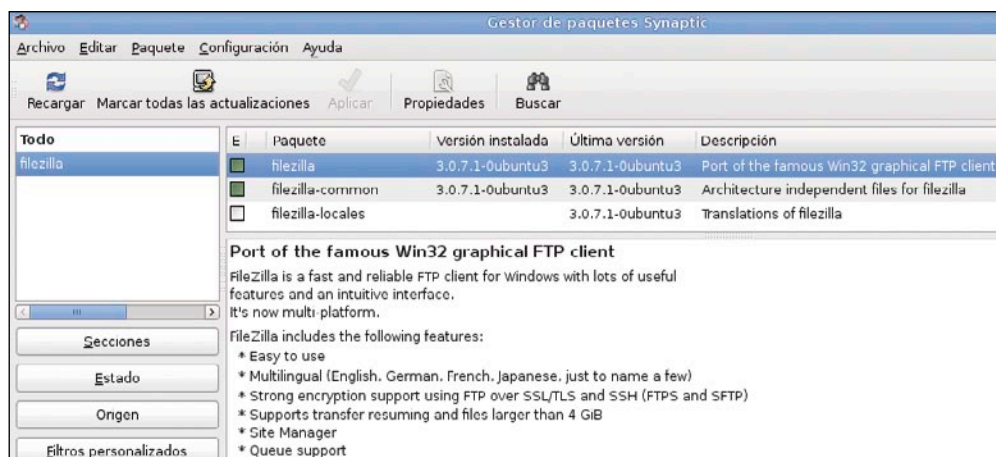 Gestor de paquetes Synaptic
Archivo Editar Paquete Configuración Ayuda
Recargar Marcar todas las actualizaciones Aplicar Propiedades Buscar
Todo
filezilla
E Paquete Versión instalada Última versión Descripción
filezilla 3.0.7.1-0ubuntu3 3.0.7.1-0ubuntu3 Port of the famous Win32 graphical FTP client
filezilla-common 3.0.7.1-0ubuntu3 3.0.7.1-0ubuntu3 Architecture independent files for filezilla
filezilla-locales 3.0.7.1-0ubuntu3 Translations of filezilla
Port of the famous Win32 graphical FTP client
FileZilla is a fast and reliable FTP client for Windows with lots of useful
features and an intuitive interface.
It's now multi-platform.
FileZilla includes the following features:
* Easy to use
* Multilingual (English, German, French, Japanese, just to name a few)
* Strong encryption support using FTP over SSL/TLS and SSH (FTPS and SFTP)
* Supports transfer resuming and files larger than 4 GiB
* Site Manager
* Queue support
Secciones
Estado
Origen
Filtros personalizados